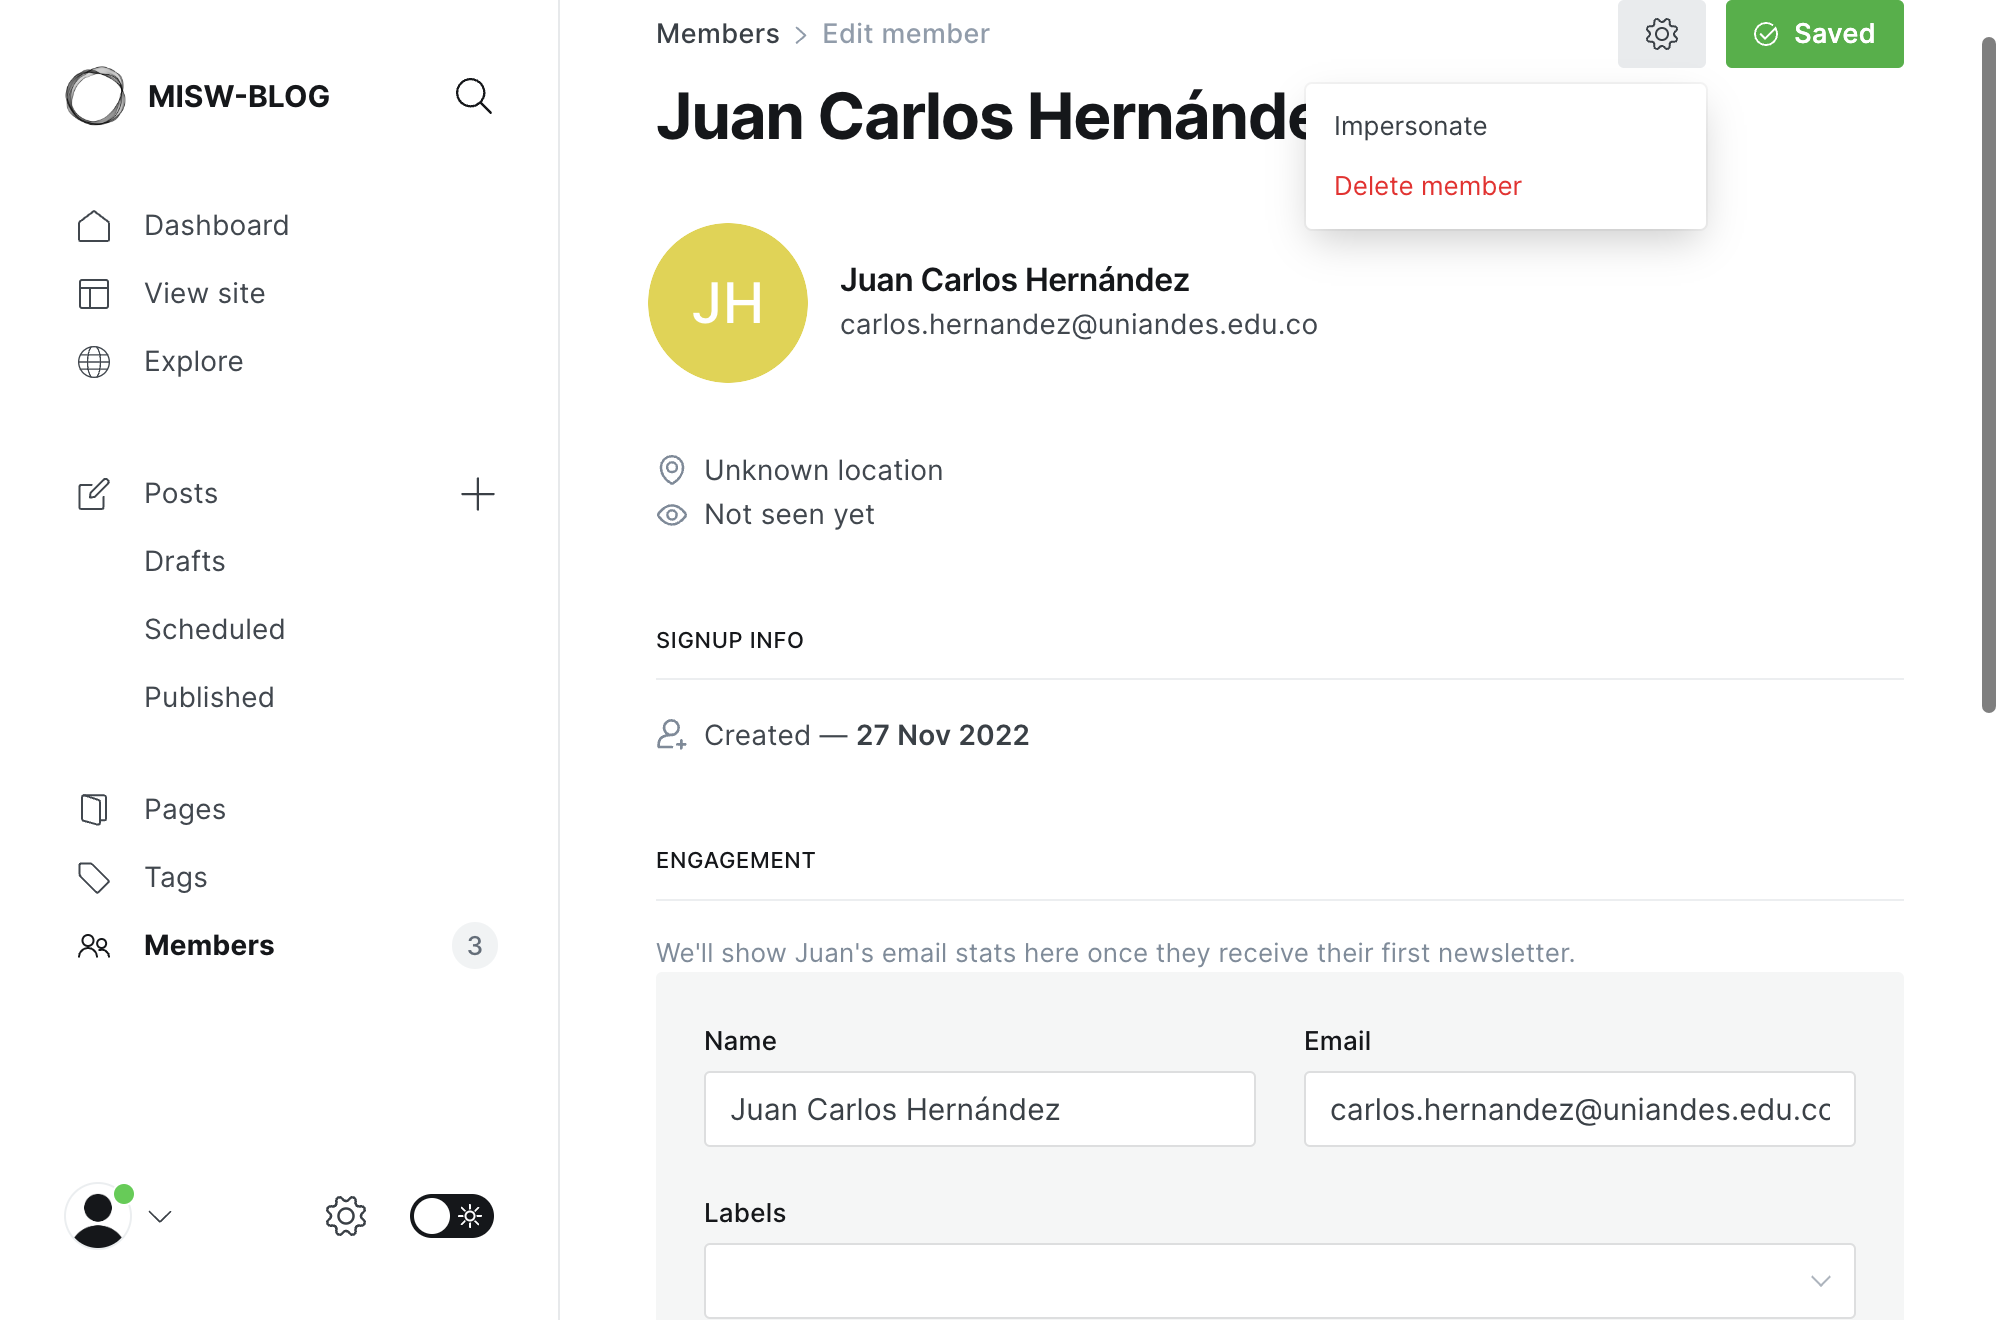 MISW-BLOG
Dashboard
View site
Explore
Posts
Drafts
Scheduled
Published
Pages
Tags
Members
3
Members > Edit member
Saved
Juan Carlos Hernánde
Impersonate
Delete member
JH
Juan Carlos Hernández
carlos.hernandez@uniandes.edu.co
Unknown location
Not seen yet
SIGNUP INFO
Created — 27 Nov 2022
ENGAGEMENT
We'll show Juan's email stats here once they receive their first newsletter.
Name
Email
Juan Carlos Hernández
carlos.hernandez@uniandes.edu.co
Labels